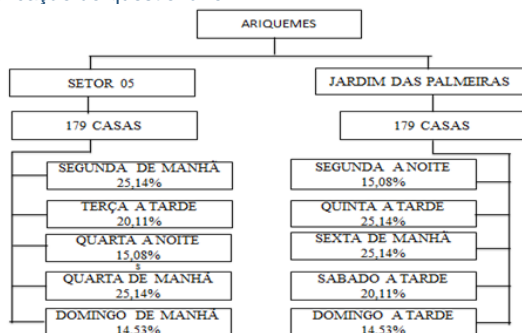 ARIQUEMES
SETOR 05
179 CASAS
SEGUNDA DE MANHÃ
25,14%
TERÇA A TARDE
20,11%
QUARTA A NOITE
15,08%
s
QUARTA DE MANHÃ
25,14%
DOMINGO DE MANHÃ
14,53%
JARDIM DAS PALMEIRAS
179 CASAS
SEGUNDA A NOITE
15,08%
QUINTA A TARDE
25,14%
SEXTA DE MANHÃ
25,14%
SABADO A TARDE
20,11%
DOMINGO A TARDE
14,53%